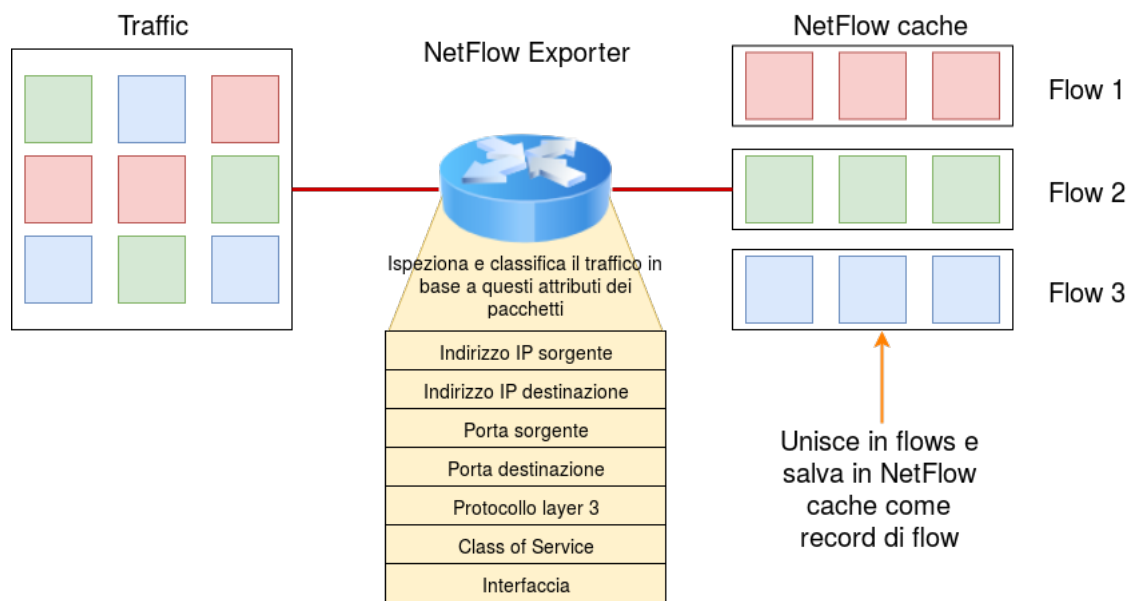 Traffic
NetFlow Exporter
NetFlow cache
Flow 1
Flow 2
Flow 3
Ispeziona e classifica il traffico in
base a questi attributi dei
pacchetti
Indirizzo IP sorgente
Indirizzo IP destinazione
Porta sorgente
Porta destinazione
Protocollo layer 3
Class of Service
Interfaccia
Unisce in flows e
salva in NetFlow
cache come
record di flow